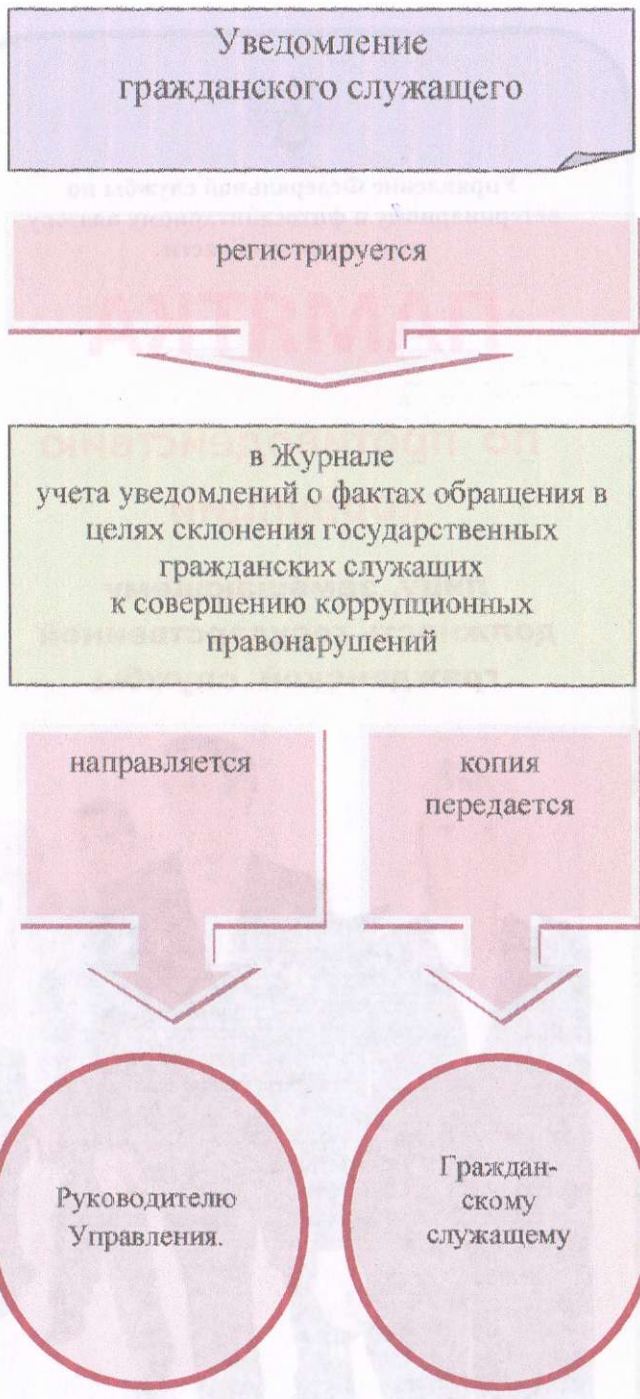 Уведомление
гражданского служащего
регистрируется
в Журнале
учета уведомлений о фактах обращения в
целях склонения государственных
гражданских служащих
к совершению коррупционных
правонарушений
направляется
копия
передается
Руководителю
Управления.
Граждан-
скому
служащему